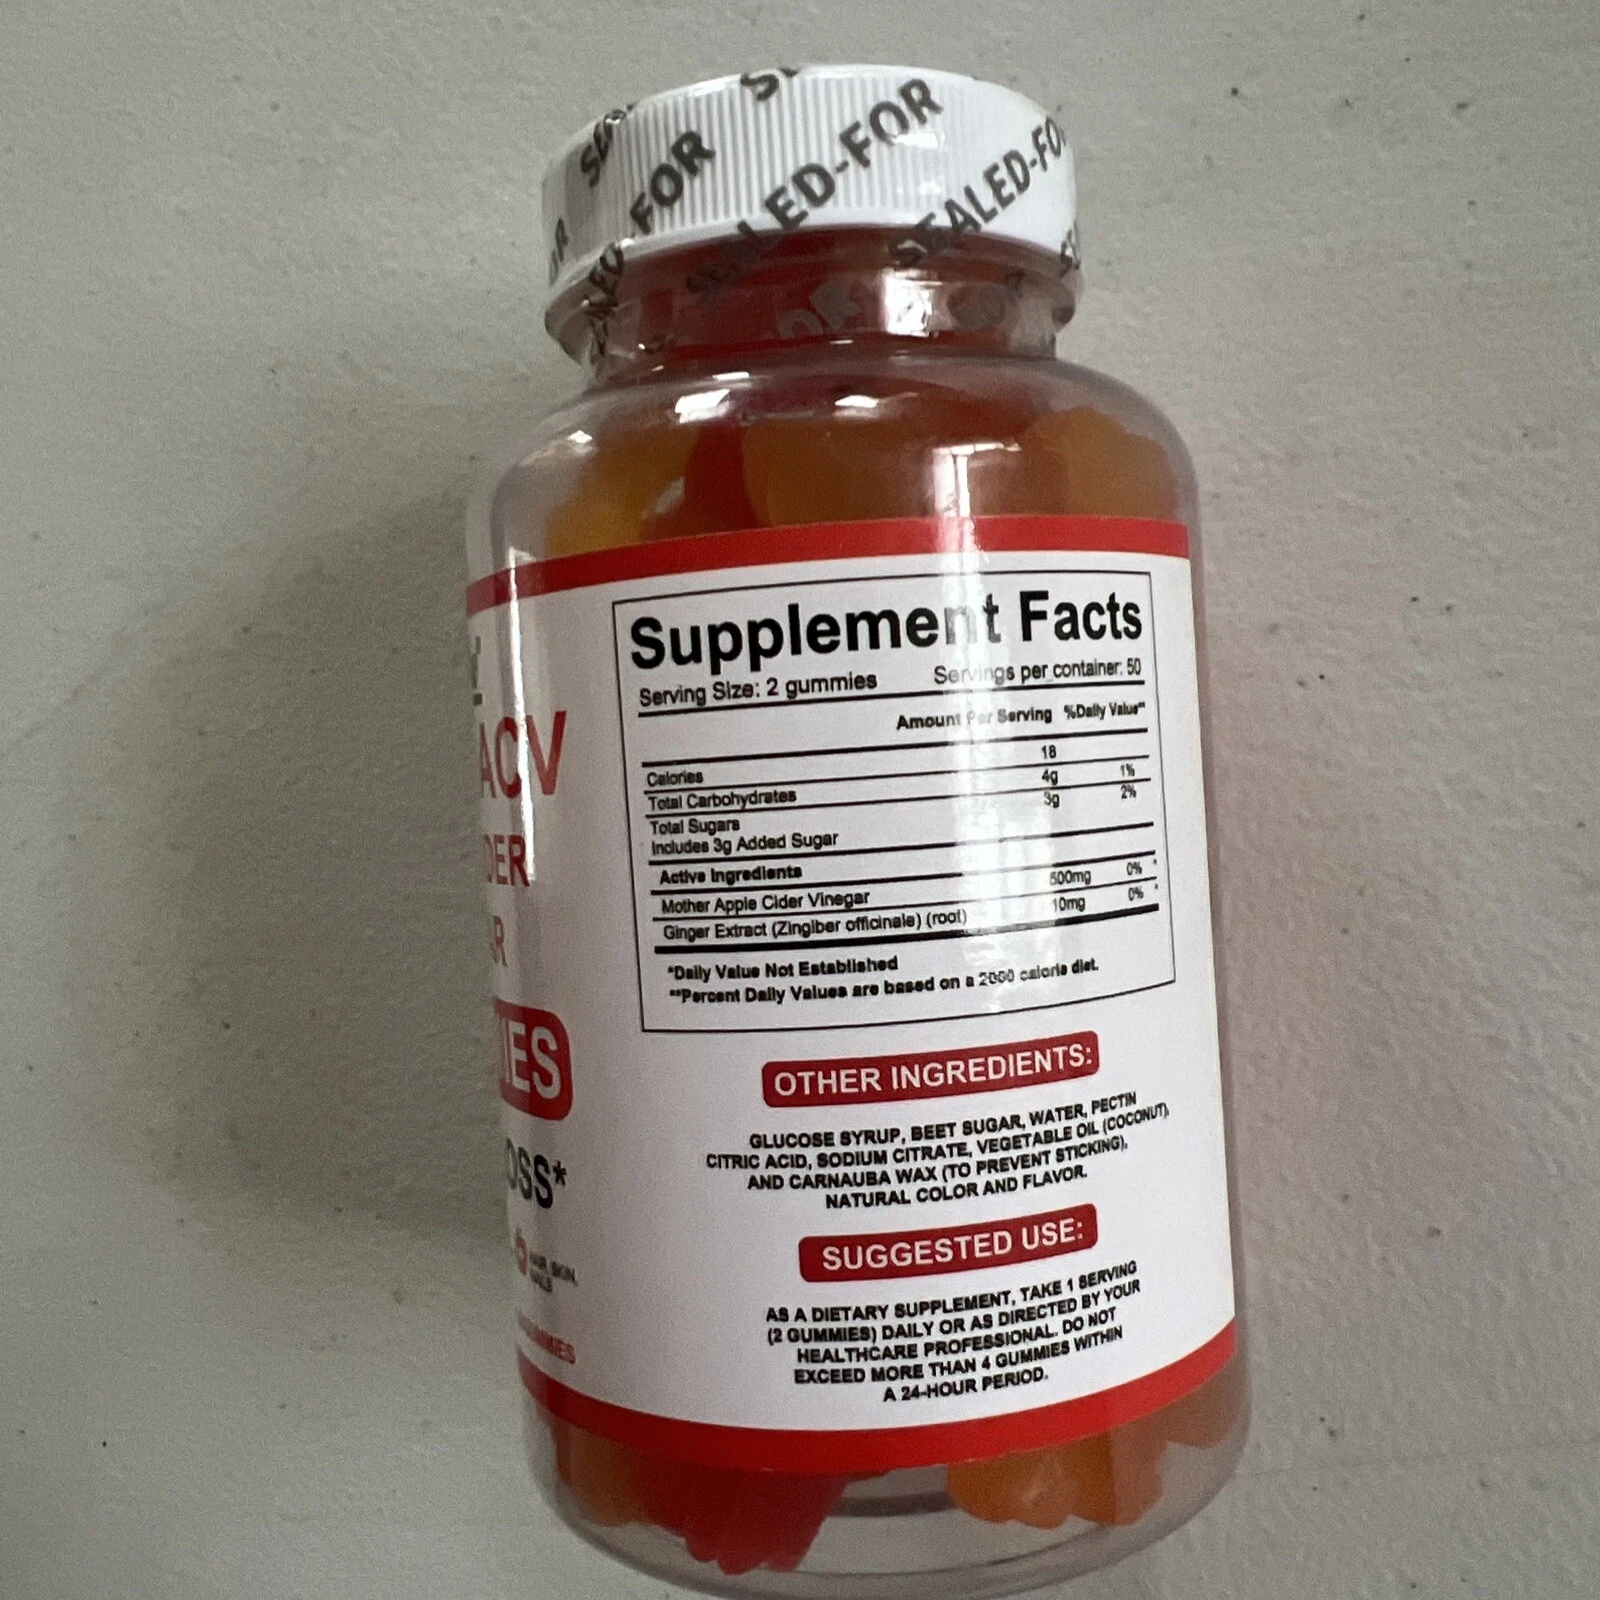 SEALED-FOR
SEALED-FOR
FOR
ACV
IES
OSS*
Supplement Facts
Serving Size: 2 gummies Servings per container: 50
Amount Per Serving %Daily Value**
Calories 18
Total Carbohydrates 4g 1%
Total Sugars 3g 2%
Includes 3g Added Sugar
Active Ingredients
Mother Apple Cider Vinegar 500mg 0% *
Ginger Extract (Zingiber officinale) (root) 10mg 0% *
*Daily Value Not Established
**Percent Daily Values are based on a 2000 calorie diet.
OTHER INGREDIENTS:
GLUCOSE SYRUP, BEET SUGAR, WATER, PECTIN
CITRIC ACID, SODIUM CITRATE, VEGETABLE OIL (COCONUT),
AND CARNAUBA WAX (TO PREVENT STICKING),
NATURAL COLOR AND FLAVOR.
SUGGESTED USE:
AS A DIETARY SUPPLEMENT, TAKE 1 SERVING
(2 GUMMIES) DAILY OR AS DIRECTED BY YOUR
HEALTHCARE PROFESSIONAL. DO NOT
EXCEED MORE THAN 4 GUMMIES WITHIN
A 24-HOUR PERIOD.